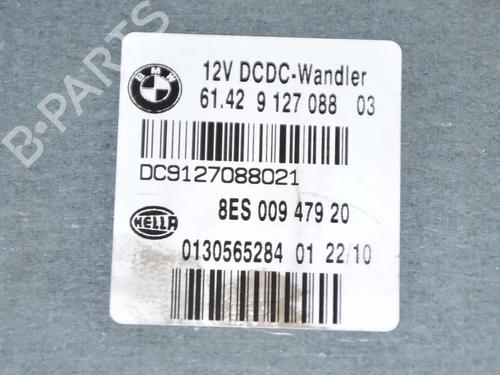 BMW
12V DCDC-Wandler
61.42 9 127 088 03
DC9127088021
8ES 009 479 20
HELLA
0130565284 01 22/10
B-PARTS